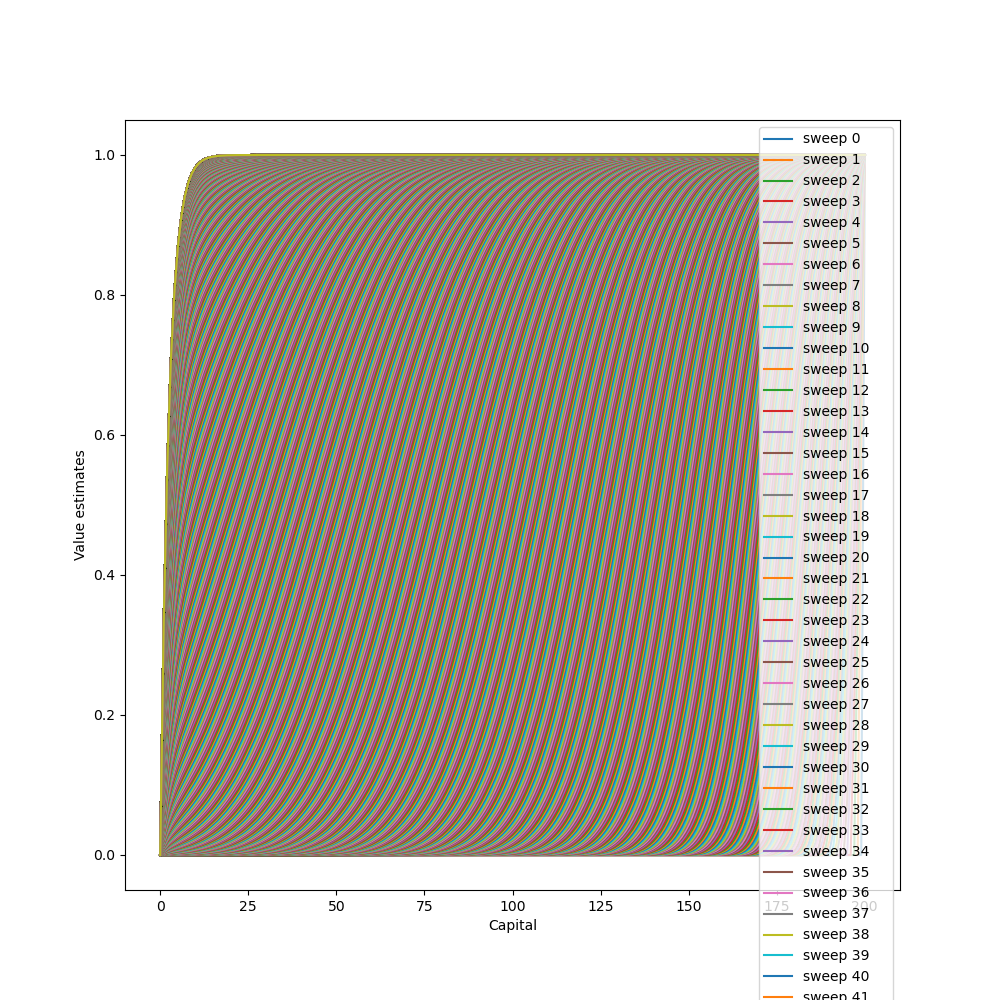 1.0
0.8
0.6
0.4
0.2
0.0
Value estimates
0 25 50 75 100 125 150 175 200
Capital
sweep 0
sweep 1
sweep 2
sweep 3
sweep 4
sweep 5
sweep 6
sweep 7
sweep 8
sweep 9
sweep 10
sweep 11
sweep 12
sweep 13
sweep 14
sweep 15
sweep 16
sweep 17
sweep 18
sweep 19
sweep 20
sweep 21
sweep 22
sweep 23
sweep 24
sweep 25
sweep 26
sweep 27
sweep 28
sweep 29
sweep 30
sweep 31
sweep 32
sweep 33
sweep 34
sweep 35
sweep 36
sweep 37
sweep 38
sweep 39
sweep 40
sweep 41